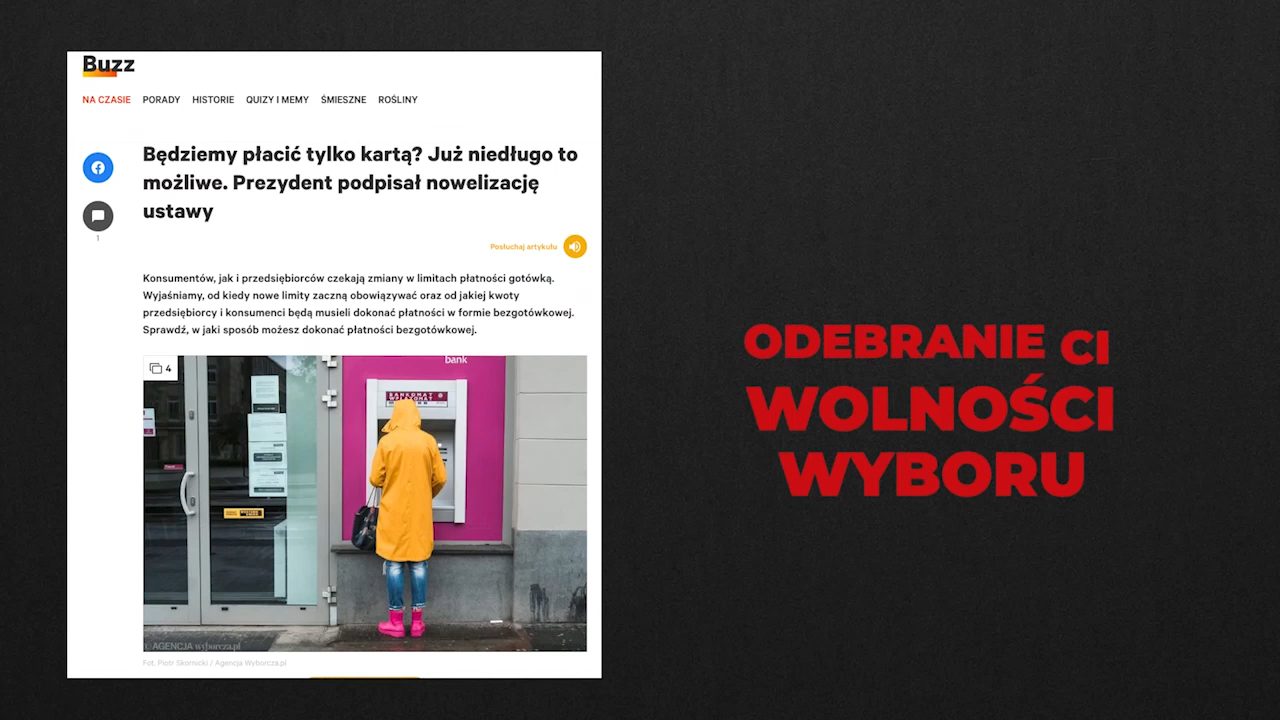 Buzz
NA CZASIE PORADY HISTORIE QUIZY I MEMY ŚMIESZNE ROŚLINY
Będziemy płacić tylko kartą? Już niedługo to
możliwe. Prezydent podpisał nowelizację
ustawy
1
Posłuchaj artykułu
Konsumentów, jak i przedsiębiorców czekają zmiany w limitach płatności gotówką.
Wyjaśniamy, od kiedy nowe limity zaczną obowiązywać oraz od jakiej kwoty
przedsiębiorcy i konsumenci będą musieli dokonać płatności w formie bezgotówkowej.
Sprawdź, w jaki sposób możesz dokonać płatności bezgotówkowej.
4
bank
BANKOMAT
WPŁATOMAT
©AGENCJA wyborcza.pl
Fot. Piotr Skornicki / Agencja Wyborcza.pl
ODEBRANIE CI
WOLNOŚCI
WYBORU